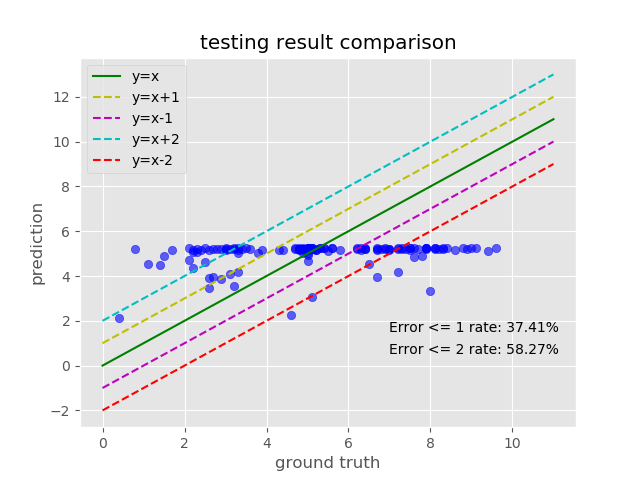 testing result comparison
y=x
y=x+1
y=x-1
y=x+2
y=x-2
12
10
8
6
4
2
0
−2
prediction
Error <= 1 rate: 37.41%
Error <= 2 rate: 58.27%
0 2 4 6 8 10
ground truth